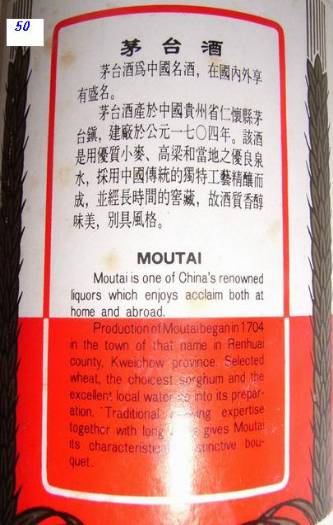 50
茅台酒
茅台酒爲中國名酒，在國內外享
有盛名。
茅台酒產於中國貴州省仁懷縣茅
台鎭，建廠於公元一七〇四年。該酒
是用優質小麥、高梁和當地之優良泉
水，採用中國傳統的獨特工藝精釀而
成，並經長時間的窖藏，故酒質香醇
味美，別具風格。
MOUTAI
Moutai is one of China's renowned
liquors which enjoys acclaim both at
home and abroad.
Production of Moutai began in 1704
in the town of that name in Renhuai
county, Kweichow province. Selected
wheat, the choicest sorghum and the
excellent local water go into its prepar-
ation. Traditional expertise
together with long gives Moutai
its characteristic
quet.